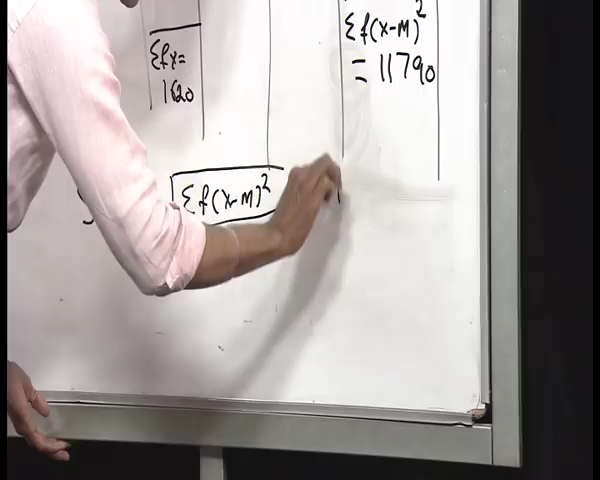 Σf(x-M)²
= 11790
Σfx=
1620
Σf(x-M)²